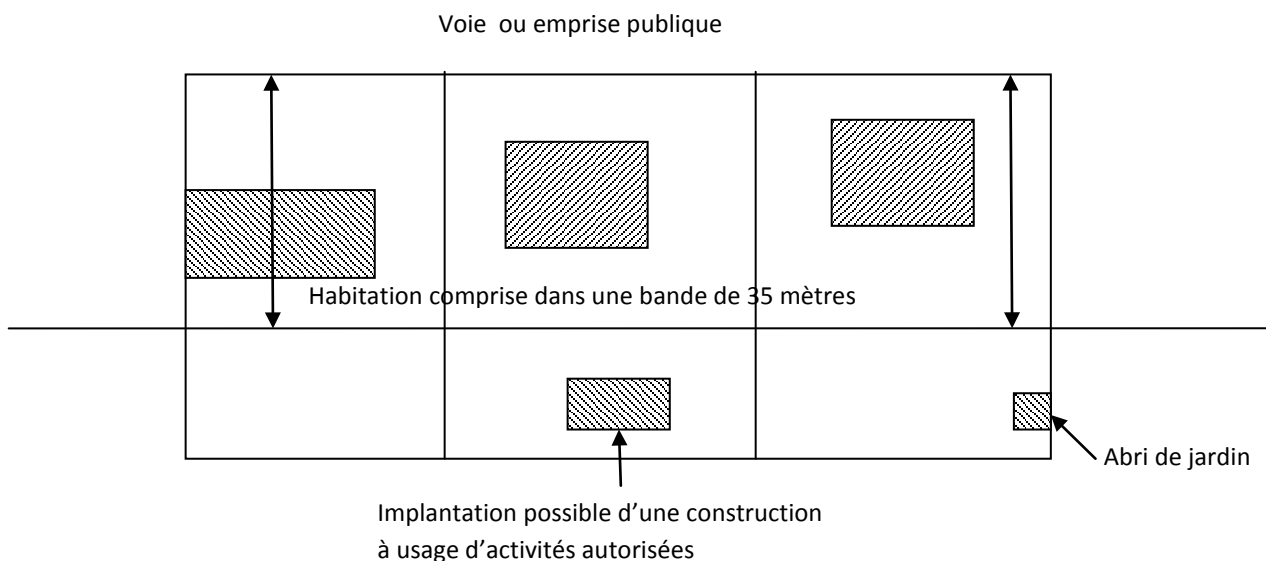 Voie ou emprise publique
Habitation comprise dans une bande de 35 mètres
Abri de jardin
Implantation possible d’une construction
à usage d’activités autorisées